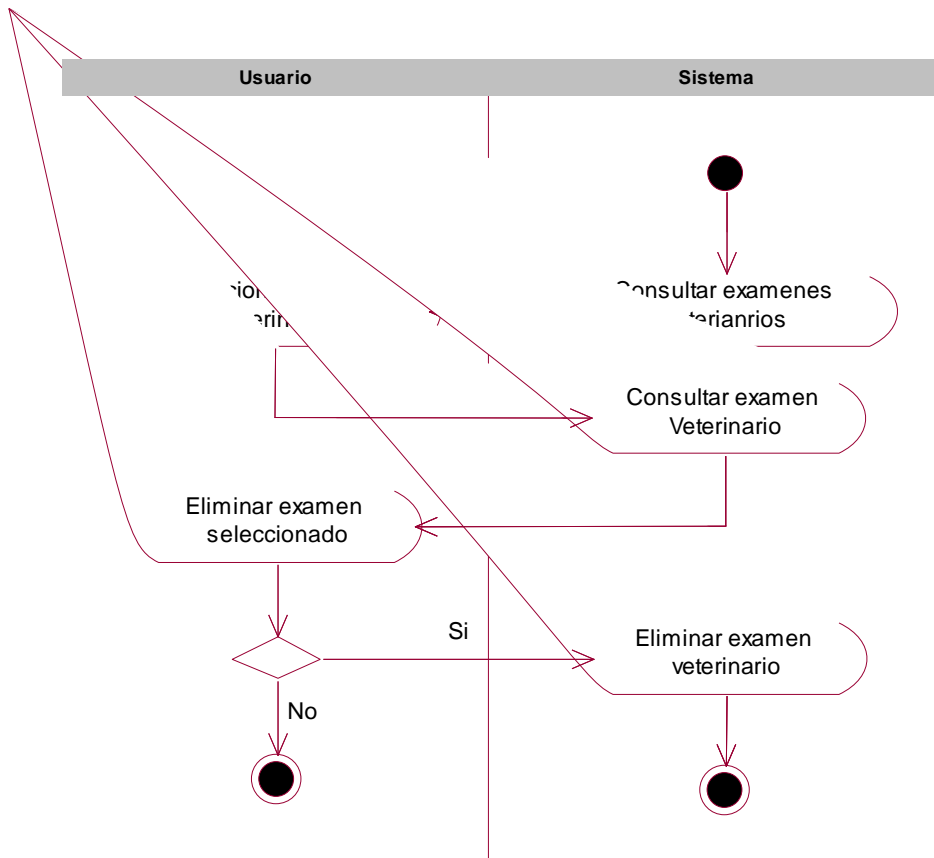 Usuario
Sistema
Consultar examenes
Consultar examen
Veterinario
Eliminar examen
seleccionado
Si
Eliminar examen
veterinario
No